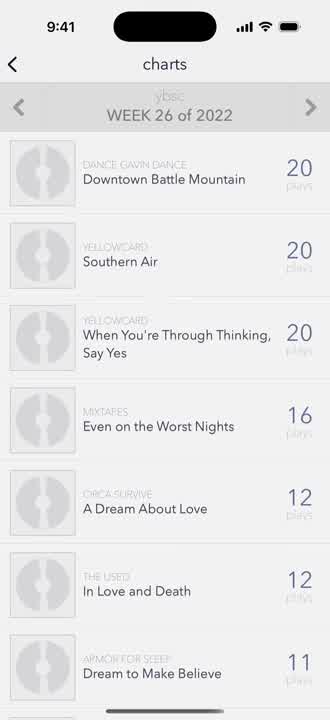 9:41
charts
ybsc
WEEK 26 of 2022
DANCE GAVIN DANCE
Downtown Battle Mountain
20
plays
YELLOWCARD
Southern Air
20
plays
YELLOWCARD
When You're Through Thinking,
Say Yes
20
plays
MIXTAPES
Even on the Worst Nights
16
plays
ORCA SURVIVE
A Dream About Love
12
plays
THE USED
In Love and Death
12
plays
ARMOR FOR SLEEP
Dream to Make Believe
11
plays